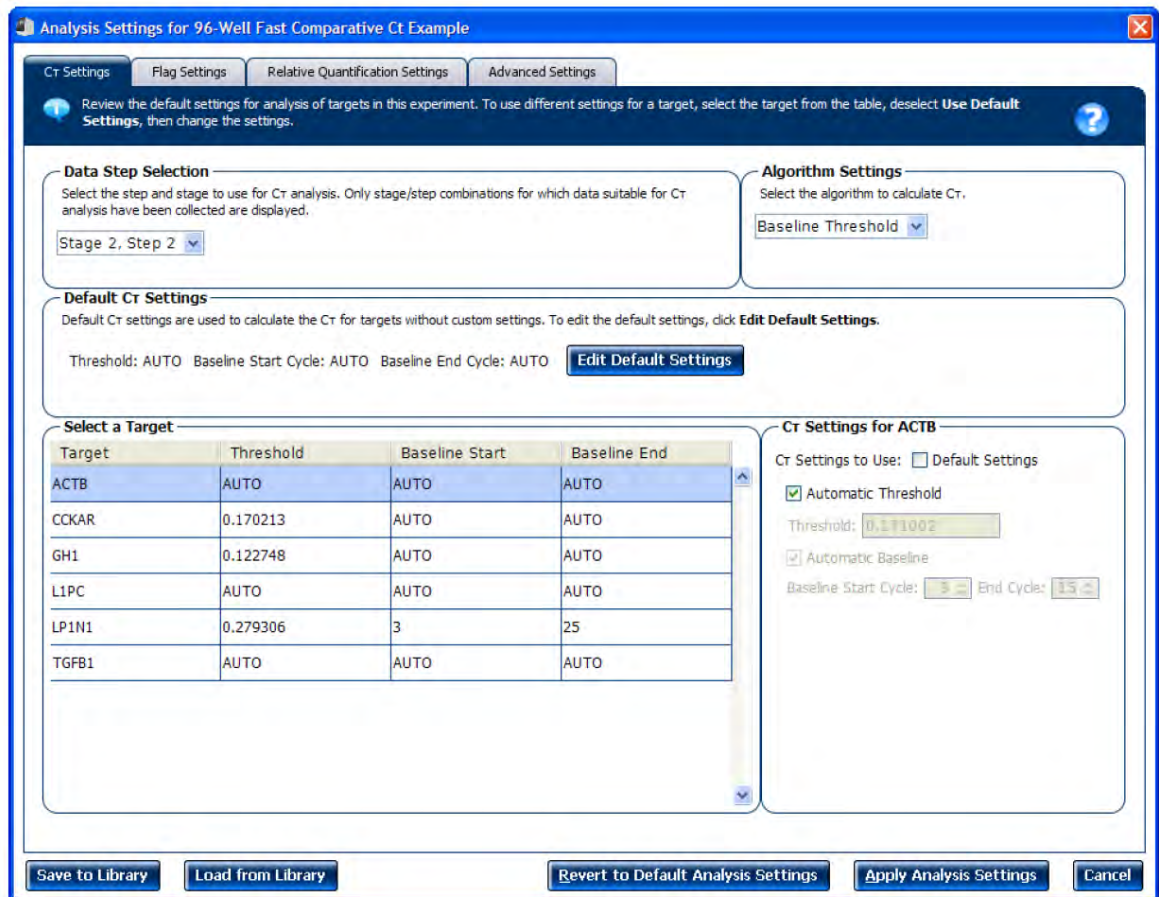 Analysis Settings for 96-Well Fast Comparative Ct Example
CT Settings
Flag Settings
Relative Quantification Settings
Advanced Settings
Review the default settings for analysis of targets in this experiment. To use different settings for a target, select the target from the table, deselect Use Default
Settings, then change the settings.
Data Step Selection
Select the step and stage to use for CT analysis. Only stage/step combinations for which data suitable for CT
analysis have been collected are displayed.
Stage 2, Step 2
Algorithm Settings
Select the algorithm to calculate CT.
Baseline Threshold
Default CT Settings
Default CT settings are used to calculate the CT for targets without custom settings. To edit the default settings, click Edit Default Settings.
Threshold: AUTO Baseline Start Cycle: AUTO Baseline End Cycle: AUTO
Edit Default Settings
Select a Target
Target Threshold Baseline Start Baseline End
ACTB AUTO AUTO AUTO
CCKAR 0.170213 AUTO AUTO
GH1 0.122748 AUTO AUTO
L1PC AUTO AUTO AUTO
LP1N1 0.279306 3 25
TGFB1 AUTO AUTO AUTO
CT Settings for ACTB
CT Settings to Use: Default Settings
Automatic Threshold
Threshold:
Automatic Baseline
Baseline Start Cycle: End Cycle: 15
Save to Library
Load from Library
Revert to Default Analysis Settings
Apply Analysis Settings
Cancel